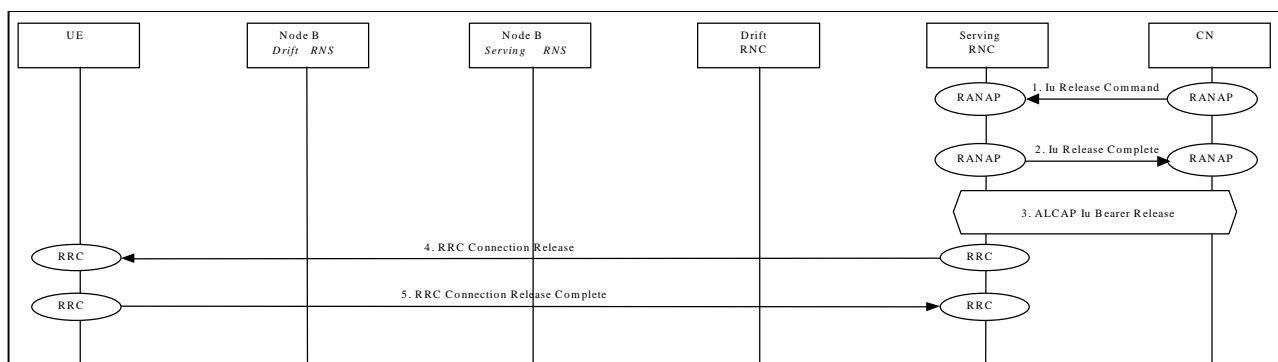 UE
Node B
Drift RNS
Node B
Serving RNS
Drift
RNC
Serving
RNC
CN
RANAP
1. Iu Release Command
RANAP
RANAP
2. Iu Release Complete
RANAP
3. ALCAP Iu Bearer Release
RRC
4. RRC Connection Release
RRC
RRC
5. RRC Connection Release Complete
RRC